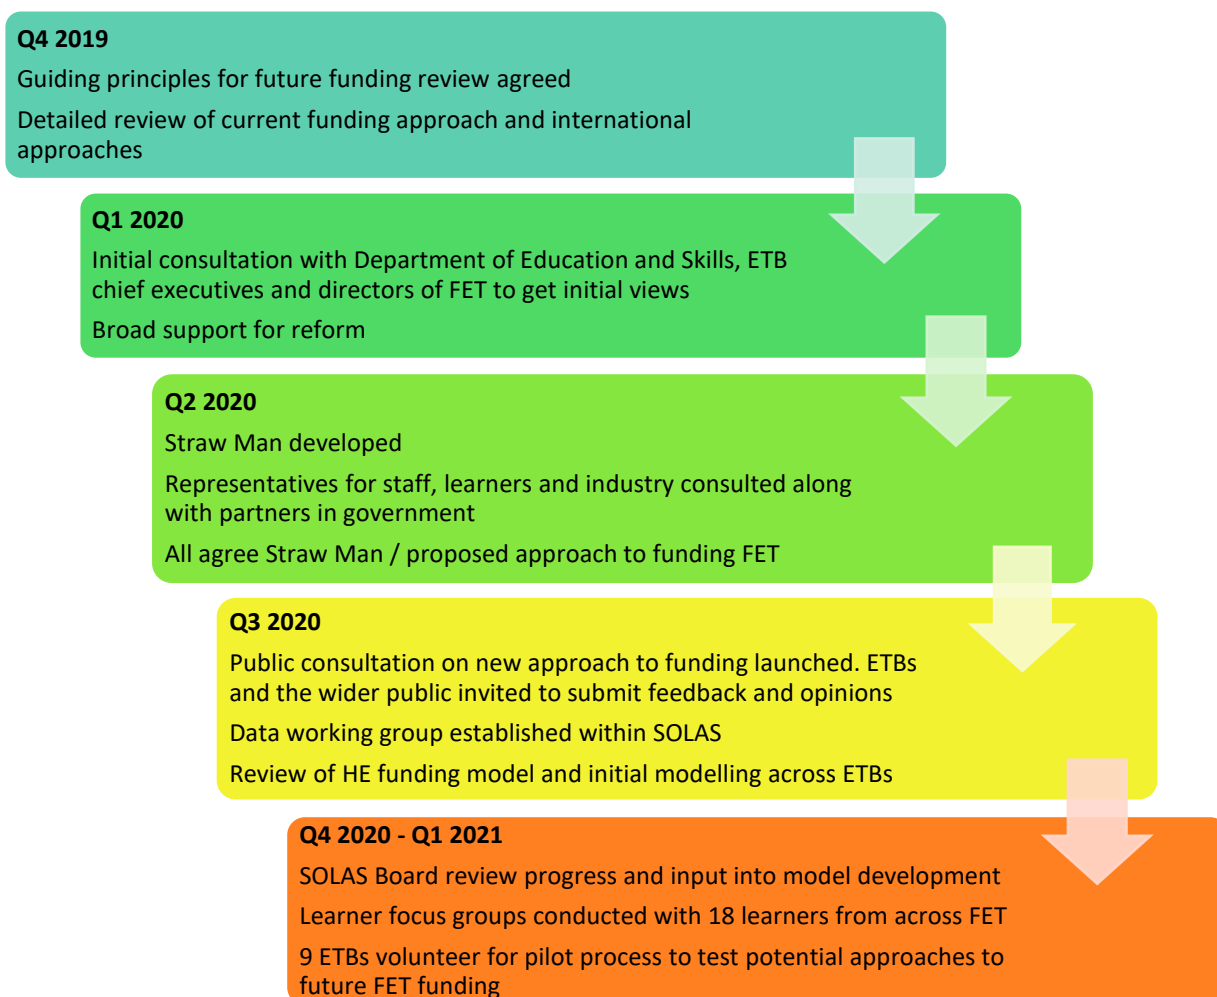 Q4 2019
Guiding principles for future funding review agreed
Detailed review of current funding approach and international
approaches
Q1 2020
Initial consultation with Department of Education and Skills, ETB
chief executives and directors of FET to get initial views
Broad support for reform
Q2 2020
Straw Man developed
Representatives for staff, learners and industry consulted along
with partners in government
All agree Straw Man / proposed approach to funding FET
Q3 2020
Public consultation on new approach to funding launched. ETBs
and the wider public invited to submit feedback and opinions
Data working group established within SOLAS
Review of HE funding model and initial modelling across ETBs
Q4 2020 - Q1 2021
SOLAS Board review progress and input into model development
Learner focus groups conducted with 18 learners from across FET
9 ETBs volunteer for pilot process to test potential approaches to
future FET funding